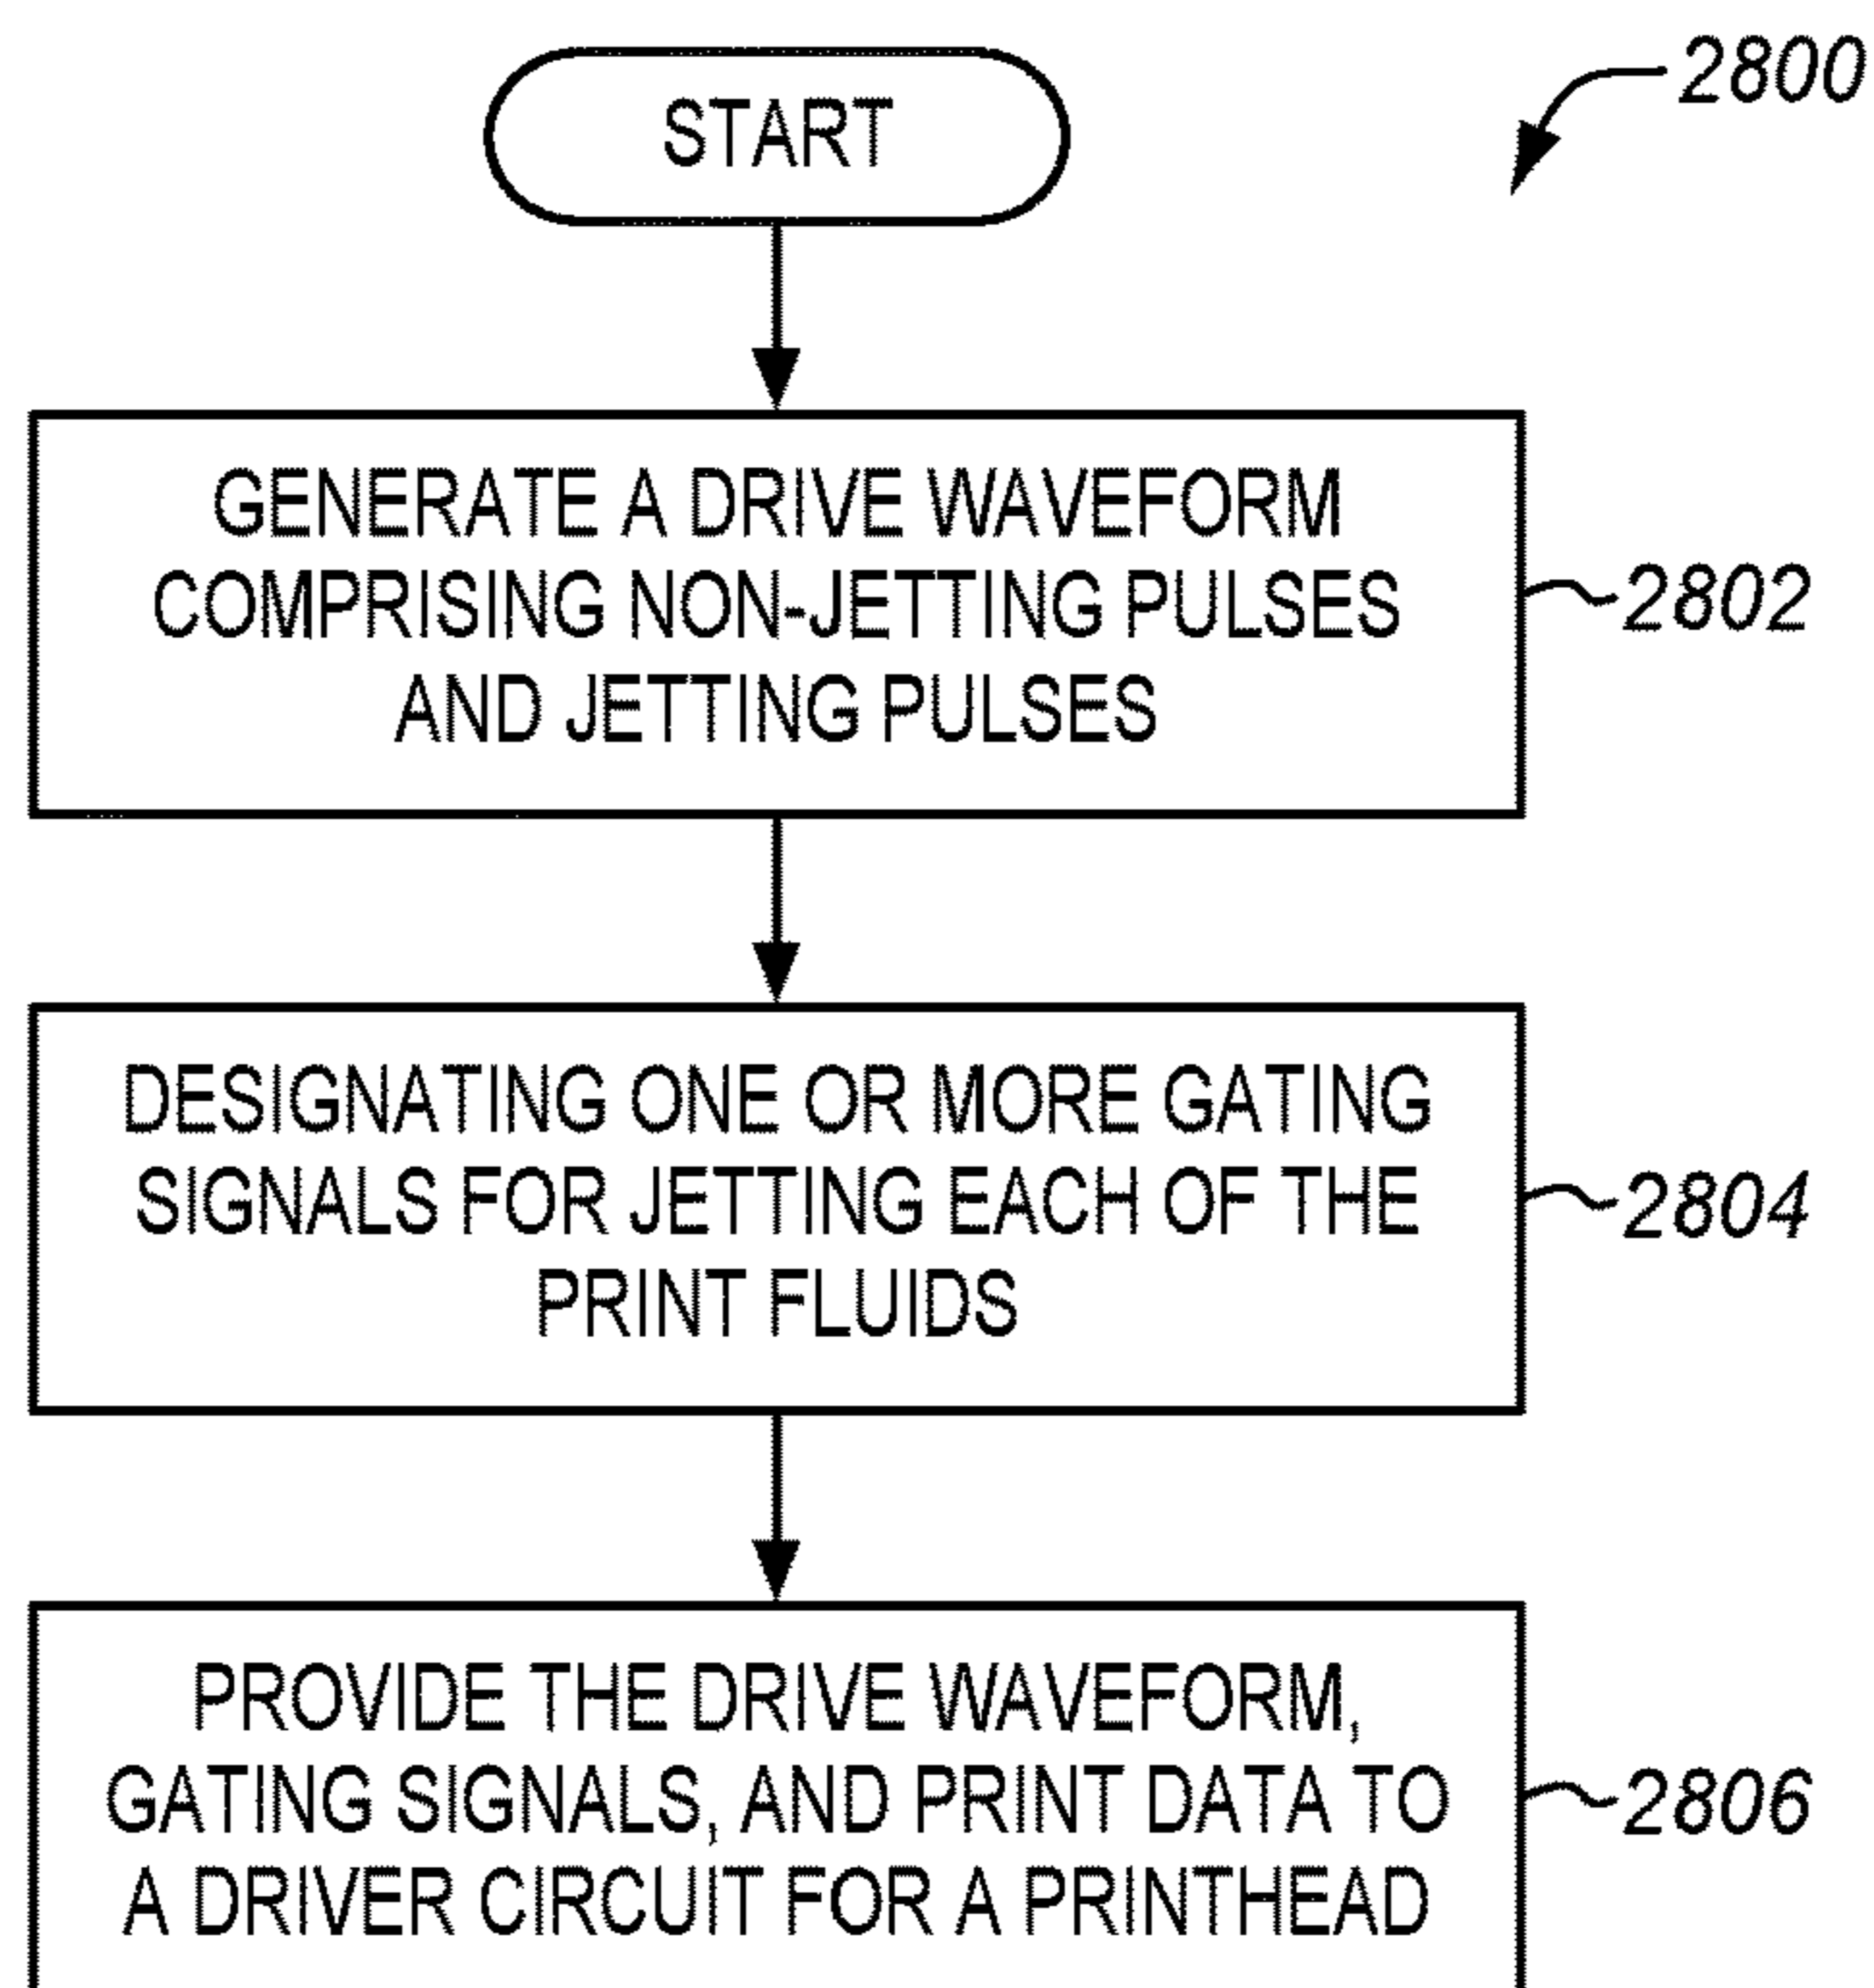 START
2800
GENERATE A DRIVE WAVEFORM
COMPRISING NON-JETTING PULSES
AND JETTING PULSES
2802
DESIGNATING ONE OR MORE GATING
SIGNALS FOR JETTING EACH OF THE
PRINT FLUIDS
2804
PROVIDE THE DRIVE WAVEFORM,
GATING SIGNALS, AND PRINT DATA TO
A DRIVER CIRCUIT FOR A PRINTHEAD
2806